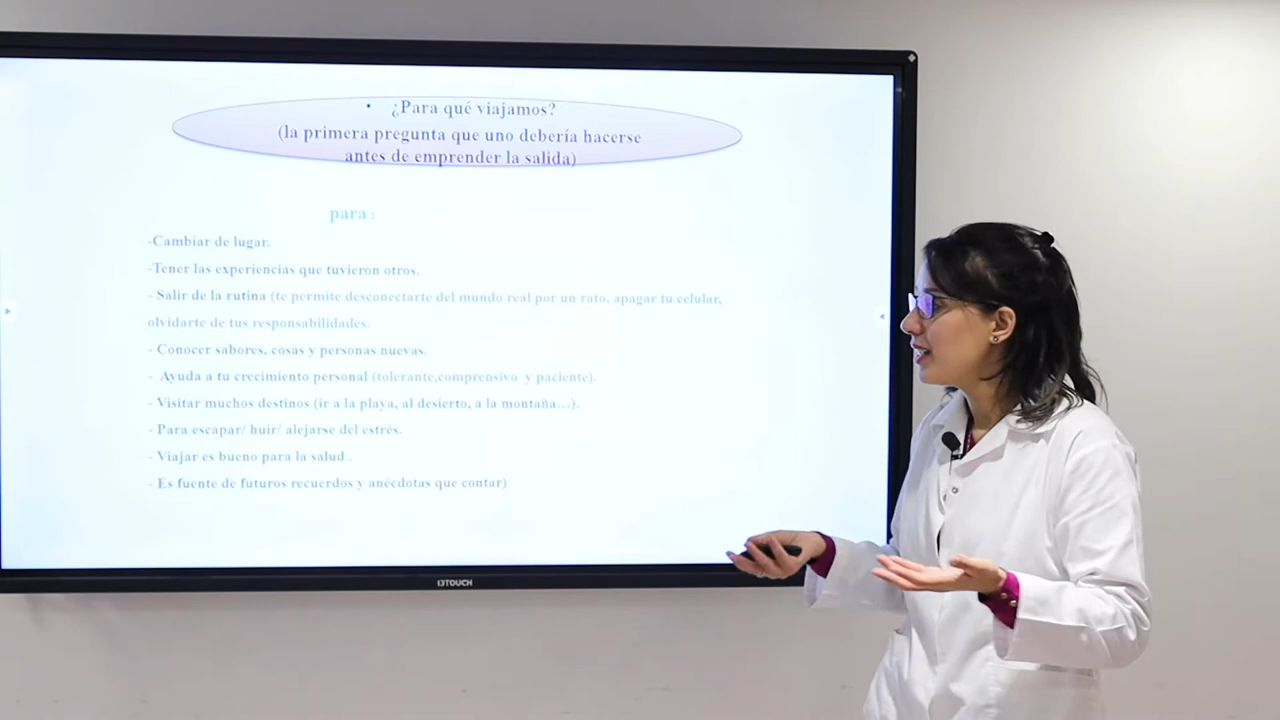 • ¿Para qué viajamos?
(la primera pregunta que uno debería hacerse
antes de emprender la salida)
para :
-Cambiar de lugar.
-Tener las experiencias que tuvieron otros.
- Salir de la rutina (te permite desconectarte del mundo real por un rato, apagar tu celular,
olvidarte de tus responsabilidades.
- Conocer sabores, cosas y personas nuevas.
- Ayuda a tu crecimiento personal (tolerante,comprensivo y paciente).
- Visitar muchos destinos (ir a la playa, al desierto, a la montaña…).
- Para escapar/ huir/ alejarse del estrés.
- Viajar es bueno para la salud .
- Es fuente de futuros recuerdos y anécdotas que contar)
i3TOUCH